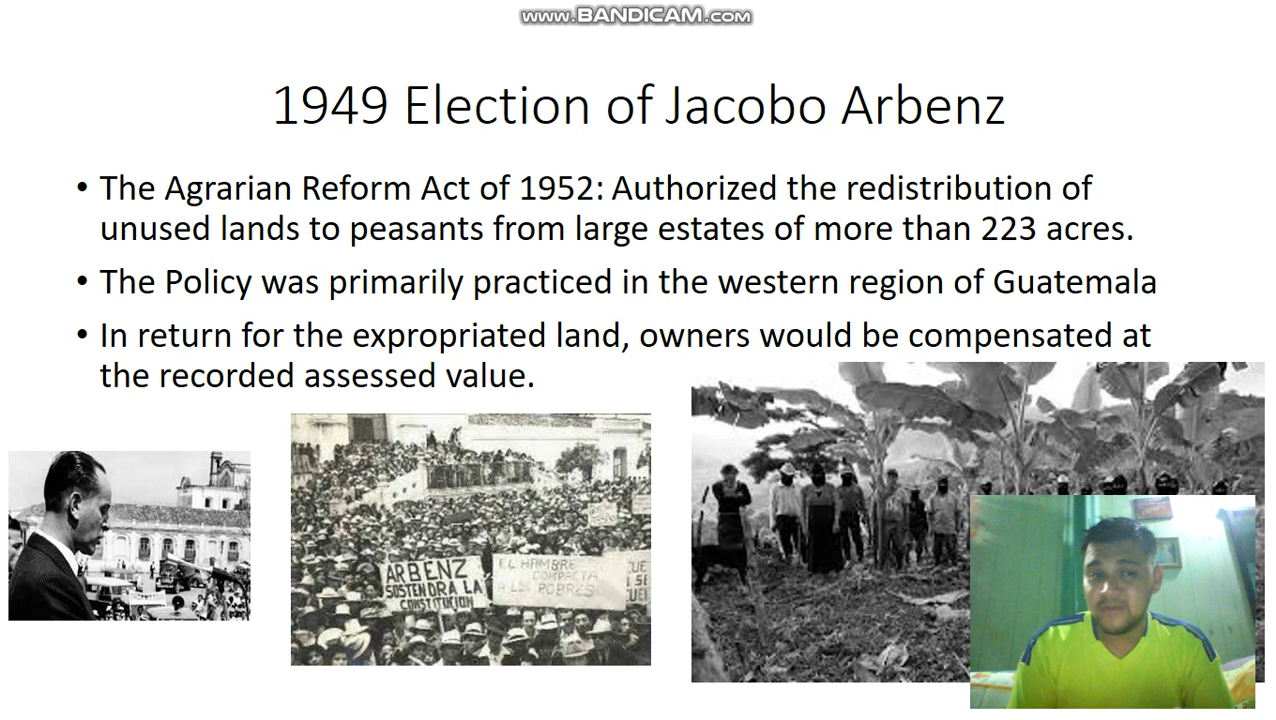 www.BANDICAM.com
1949 Election of Jacobo Arbenz
• The Agrarian Reform Act of 1952: Authorized the redistribution of
unused lands to peasants from large estates of more than 223 acres.
• The Policy was primarily practiced in the western region of Guatemala
• In return for the expropriated land, owners would be compensated at
the recorded assessed value.
ARBENZ
SOSTENDRA LA
CONSTITUCION
EL HAMBRE
COMPACTA
A LOS POBRES